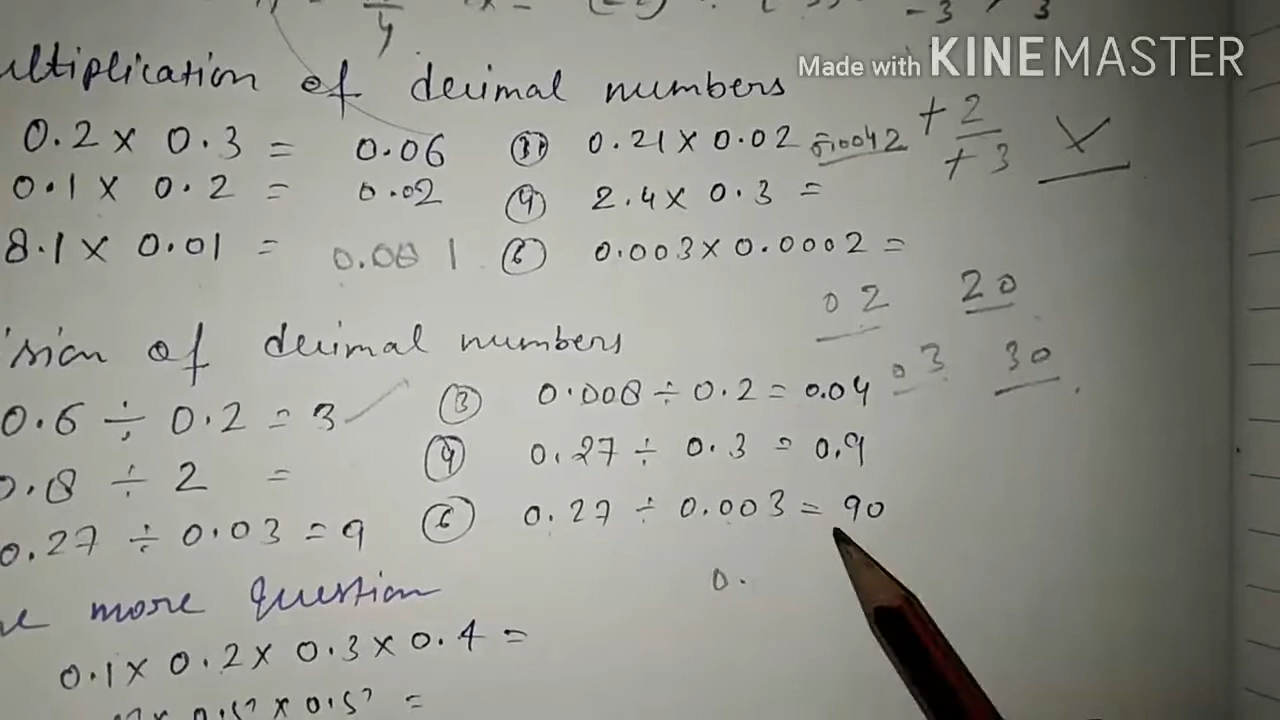 Made with KINEMASTER
ultiplication of decimal numbers
0.2 x 0.3 = 0.06
0.21 x 0.02 = 0.0042
+2
+3
0.1 x 0.2 = 0.02
④ 2.4 x 0.3 =
8.1 x 0.01 = 0.081
⑥ 0.003 x 0.0002 =
02 20
ision of decimal numbers
03 30
0.6 ÷ 0.2 = 3
③ 0.008 ÷ 0.2 = 0.04
0.8 ÷ 2 =
④ 0.27 ÷ 0.3 = 0.9
0.27 ÷ 0.03 = 9
⑥ 0.27 ÷ 0.003 = 90
0.
more Question
0.1 x 0.2 x 0.3 x 0.4 =